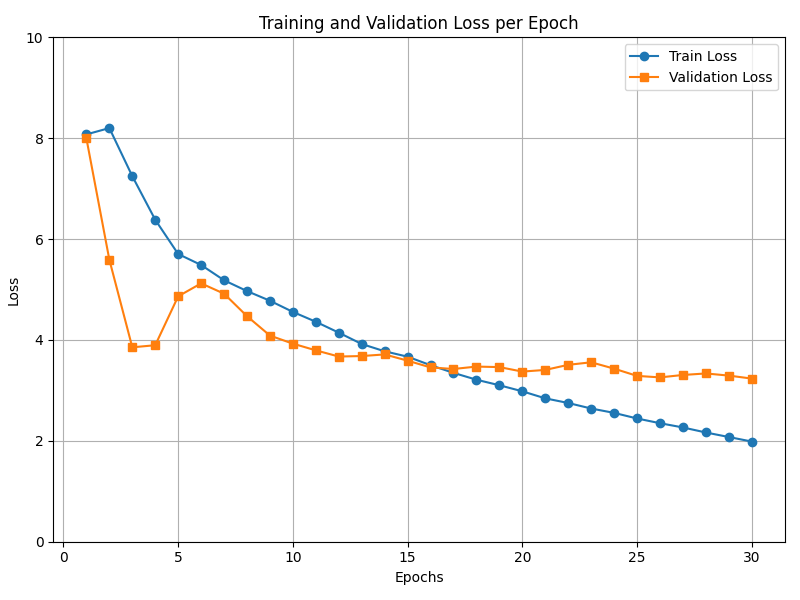 Training and Validation Loss per Epoch
Train Loss
Validation Loss
10
8
6
4
2
0
Loss
0 5 10 15 20 25 30
Epochs